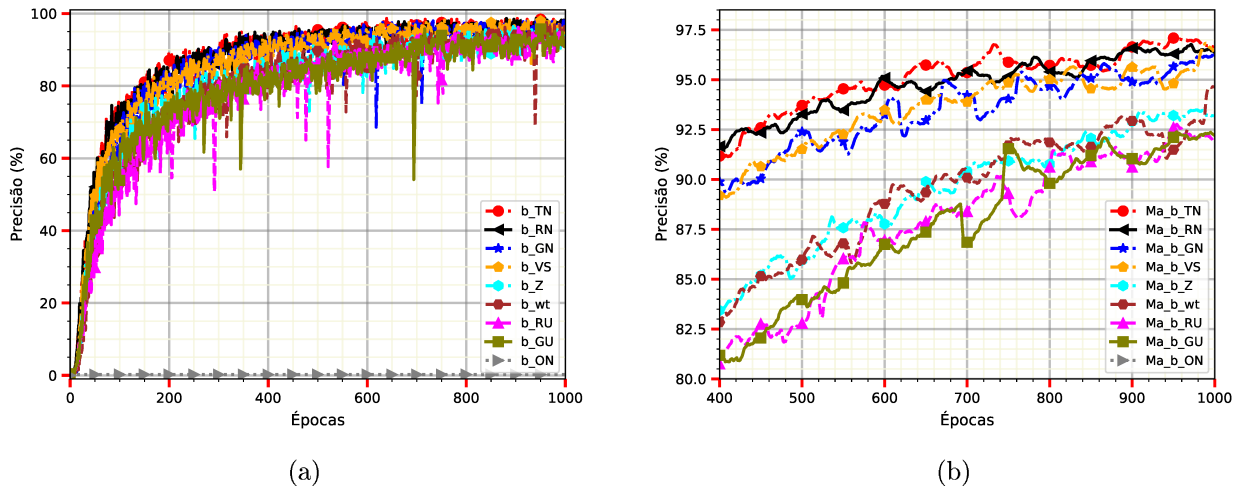 100
80
60
40
20
0
Precisão (%)
0
200
400
600
800
1000
Épocas
b_TN
b_RN
b_GN
b_VS
b_Z
b_wt
b_RU
b_GU
b_ON
(a)
97.5
95.0
92.5
90.0
87.5
85.0
82.5
80.0
Precisão (%)
400
500
600
700
800
900
1000
Épocas
Ma_b_TN
Ma_b_RN
Ma_b_GN
Ma_b_VS
Ma_b_Z
Ma_b_wt
Ma_b_RU
Ma_b_GU
Ma_b_ON
(b)